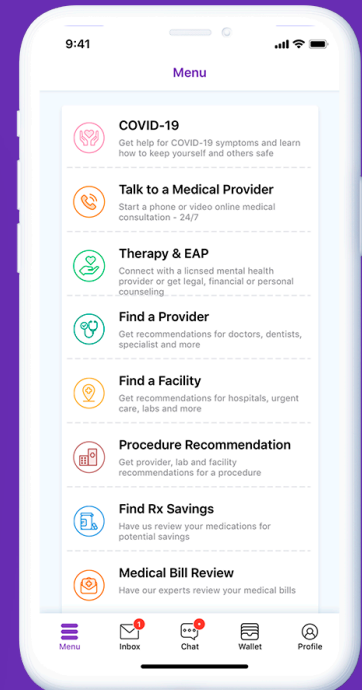 9:41
Menu
COVID-19
Get help for COVID-19 symptoms and learn
how to keep yourself and others safe
Talk to a Medical Provider
Start a phone or video online medical
consultation - 24/7
Therapy & EAP
Connect with a licnsed mental health
provider or get legal, financial or personal
counseling
Find a Provider
Get recommendations for doctors, dentists,
specialist and more
Find a Facility
Get recommendations for hospitals, urgent
care, labs and more
Procedure Recommendation
Get provider, lab and facility
recommendations for a procedure
Find Rx Savings
Have us review your medications for
potential savings
Medical Bill Review
Have our experts review your medical bills
1
Menu Inbox Chat Wallet Profile